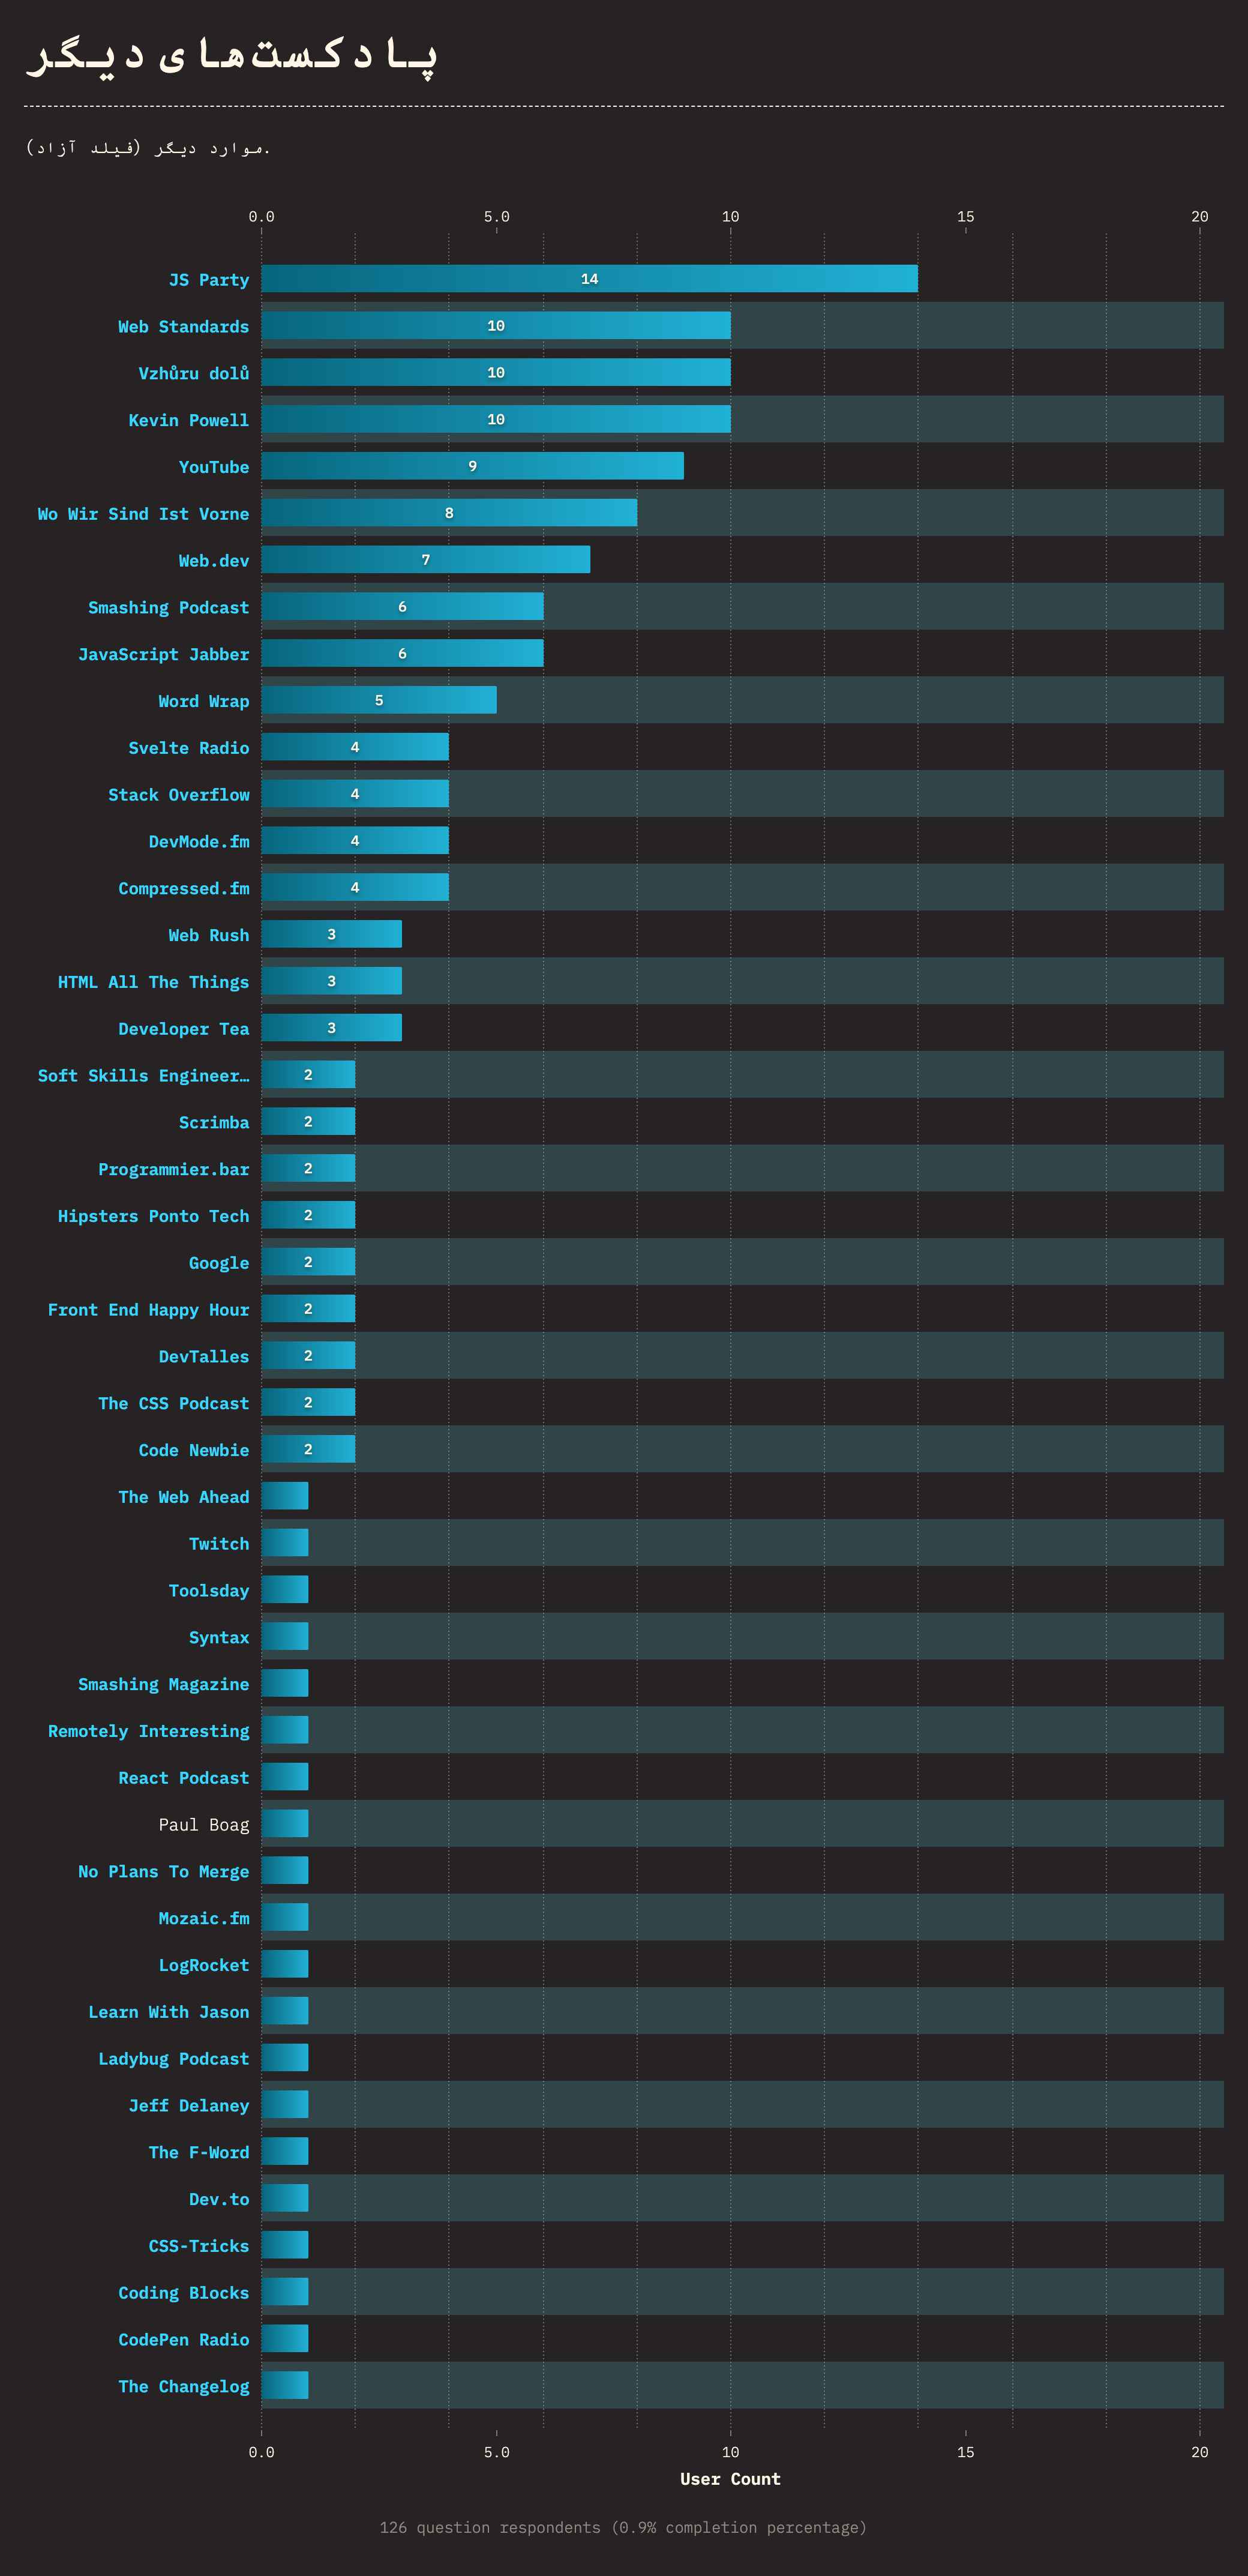 پادکست‌های دیگر
موارد دیگر (فیلد آزاد).
0.0 5.0 10 15 20
JS Party 14
Web Standards 10
Vzhůru dolů 10
Kevin Powell 10
YouTube 9
Wo Wir Sind Ist Vorne 8
Web.dev 7
Smashing Podcast 6
JavaScript Jabber 6
Word Wrap 5
Svelte Radio 4
Stack Overflow 4
DevMode.fm 4
Compressed.fm 4
Web Rush 3
HTML All The Things 3
Developer Tea 3
Soft Skills Engineer… 2
Scrimba 2
Programmier.bar 2
Hipsters Ponto Tech 2
Google 2
Front End Happy Hour 2
DevTalles 2
The CSS Podcast 2
Code Newbie 2
The Web Ahead
Twitch
Toolsday
Syntax
Smashing Magazine
Remotely Interesting
React Podcast
Paul Boag
No Plans To Merge
Mozaic.fm
LogRocket
Learn With Jason
Ladybug Podcast
Jeff Delaney
The F-Word
Dev.to
CSS-Tricks
Coding Blocks
CodePen Radio
The Changelog
0.0 5.0 10 15 20
User Count
126 question respondents (0.9% completion percentage)